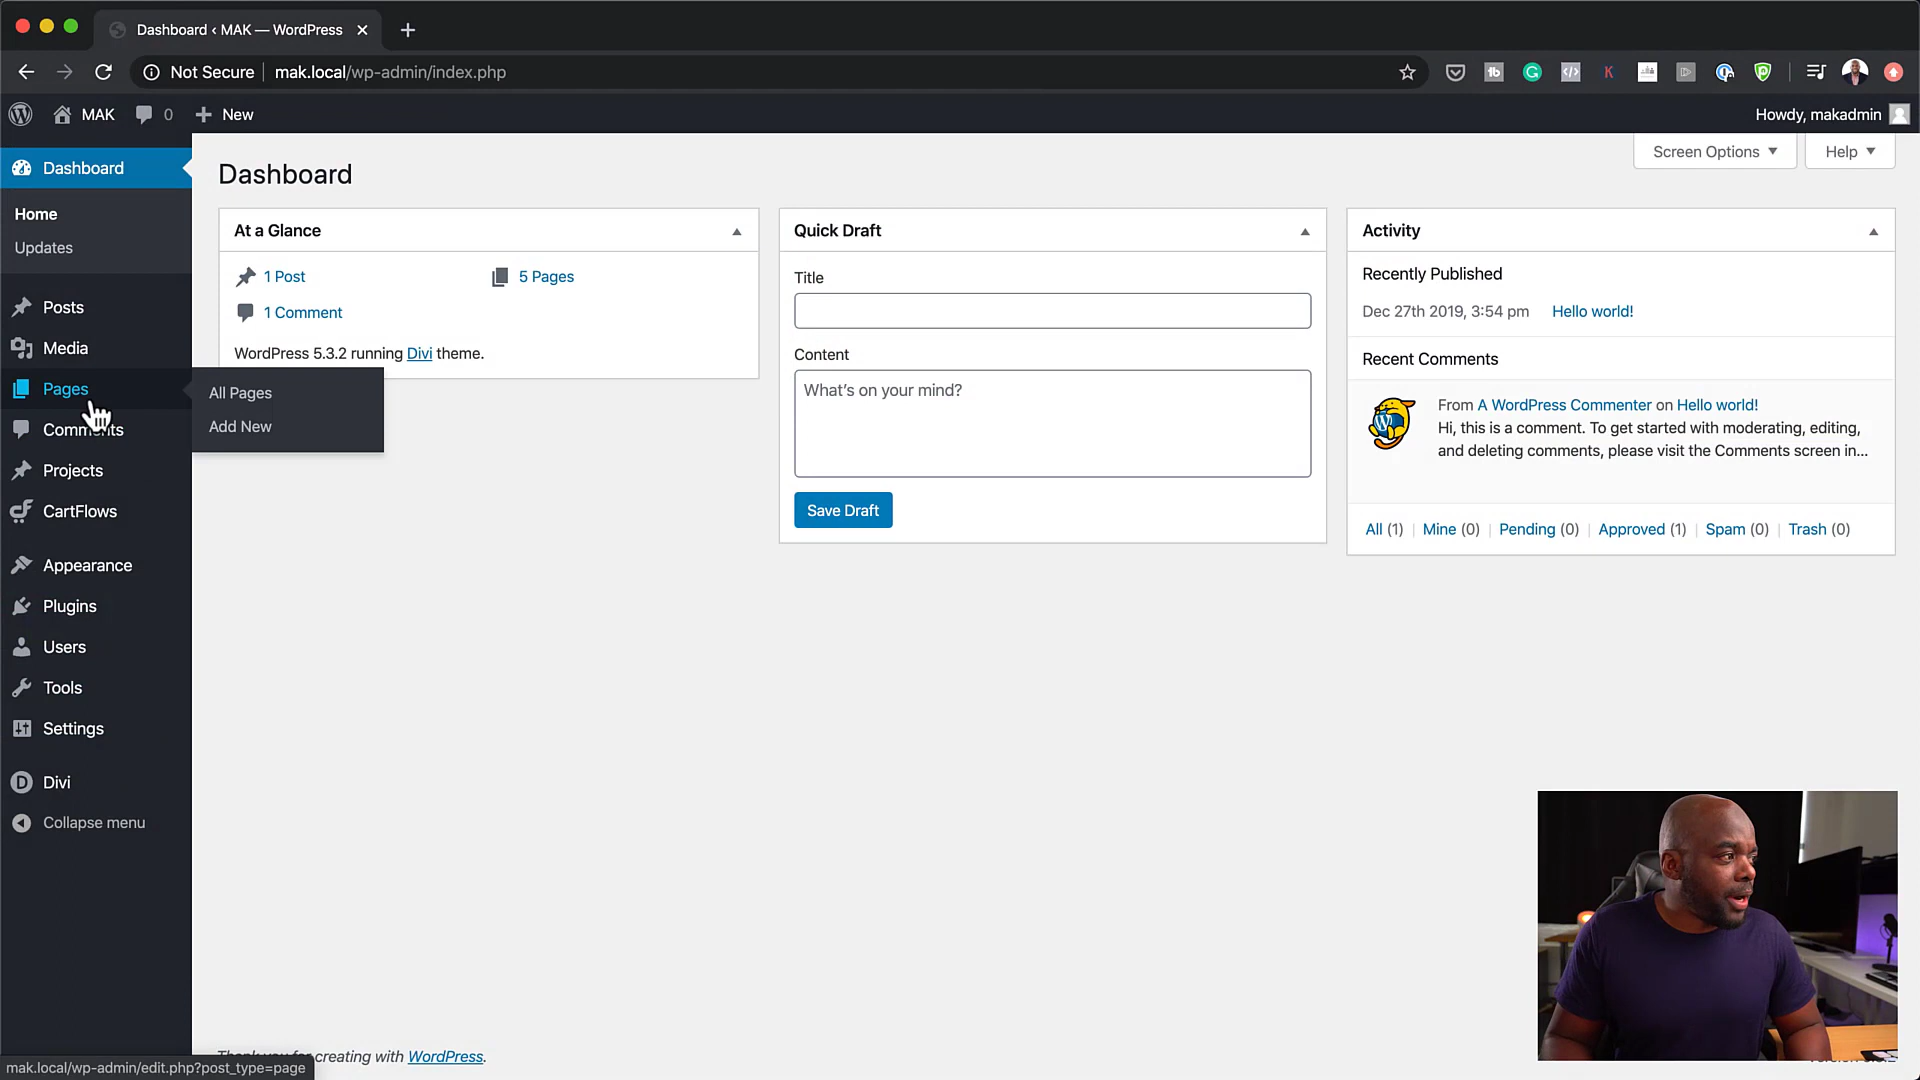 Dashboard ‹ MAK — WordPress
Not Secure
mak.local/wp-admin/index.php
MAK
0
New
Howdy, makadmin
Dashboard
Home
Updates
Posts
Media
Pages
Comments
Projects
CartFlows
Appearance
Plugins
Users
Tools
Settings
Divi
Collapse menu
All Pages
Add New
Dashboard
Screen Options
Help
At a Glance
1 Post
5 Pages
1 Comment
WordPress 5.3.2 running Divi theme.
Quick Draft
Title
Content
What's on your mind?
Save Draft
Activity
Recently Published
Dec 27th 2019, 3:54 pm Hello world!
Recent Comments
From A WordPress Commenter on Hello world!
Hi, this is a comment. To get started with moderating, editing,
and deleting comments, please visit the Comments screen in...
All (1) | Mine (0) | Pending (0) | Approved (1) | Spam (0) | Trash (0)
Thank you for creating with WordPress.
mak.local/wp-admin/edit.php?post_type=page